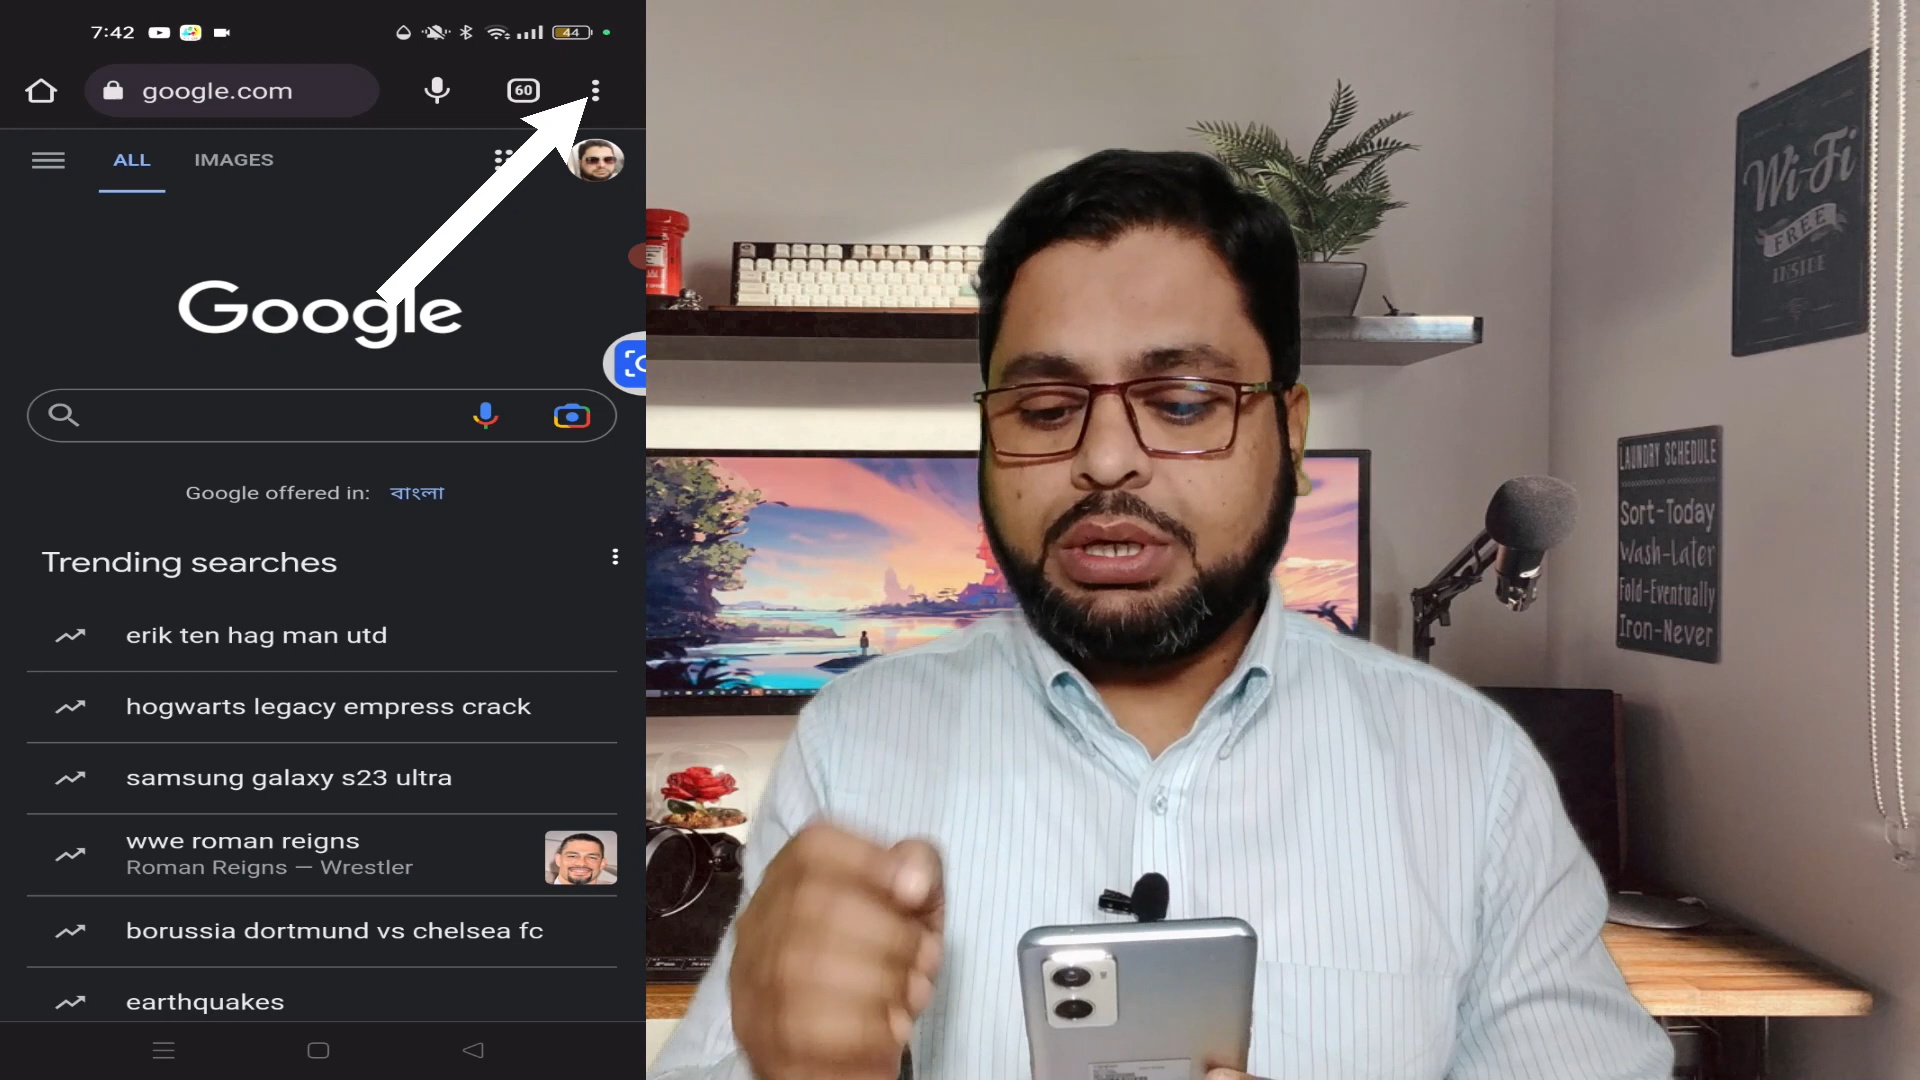 7:42
44
google.com
60
ALL IMAGES
Google
Google offered in: বাংলা
Trending searches
erik ten hag man utd
hogwarts legacy empress crack
samsung galaxy s23 ultra
wwe roman reigns
Roman Reigns — Wrestler
borussia dortmund vs chelsea fc
earthquakes
Wi-Fi
FREE
INSIDE
LAUNDRY SCHEDULE
Sort-Today
Wash-Later
Fold-Eventually
Iron-Never